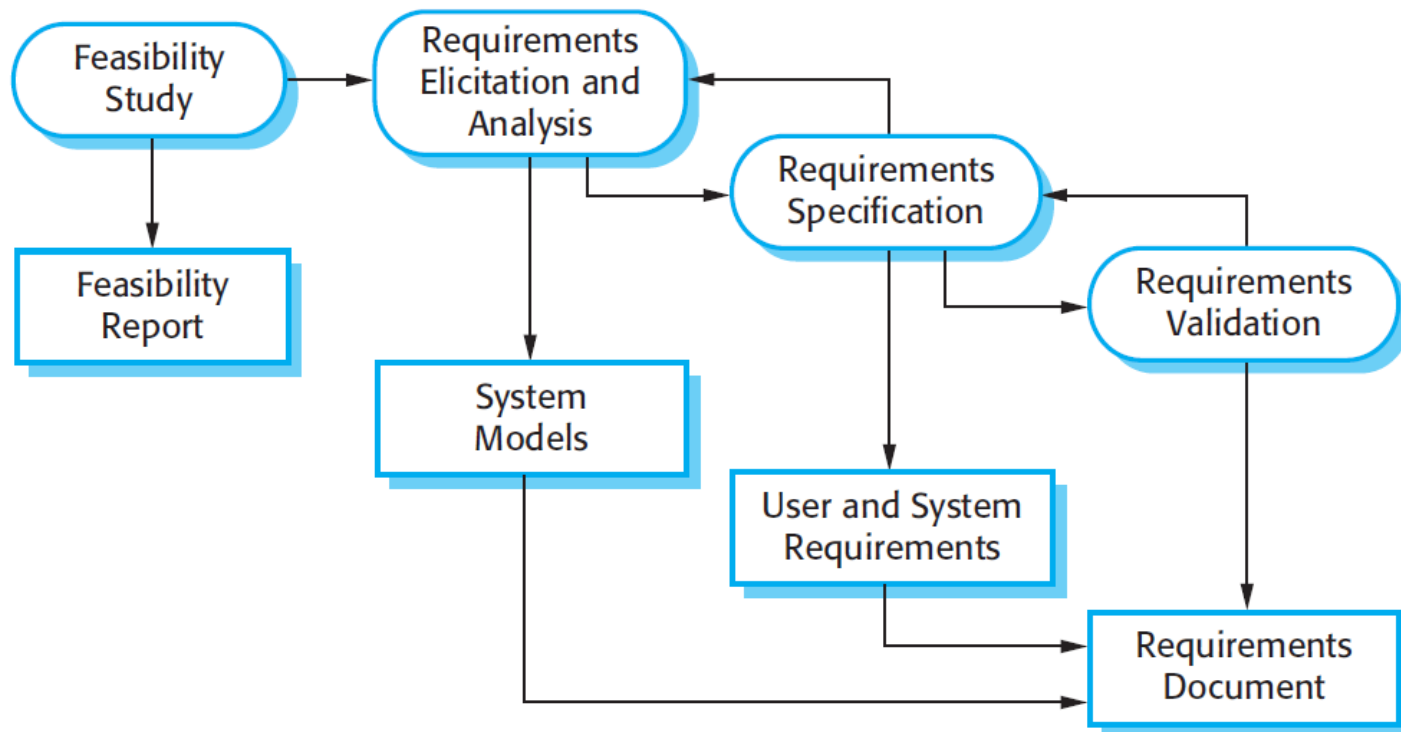 Feasibility
Study
Requirements
Elicitation and
Analysis
Requirements
Specification
Requirements
Validation
Feasibility
Report
System
Models
User and System
Requirements
Requirements
Document